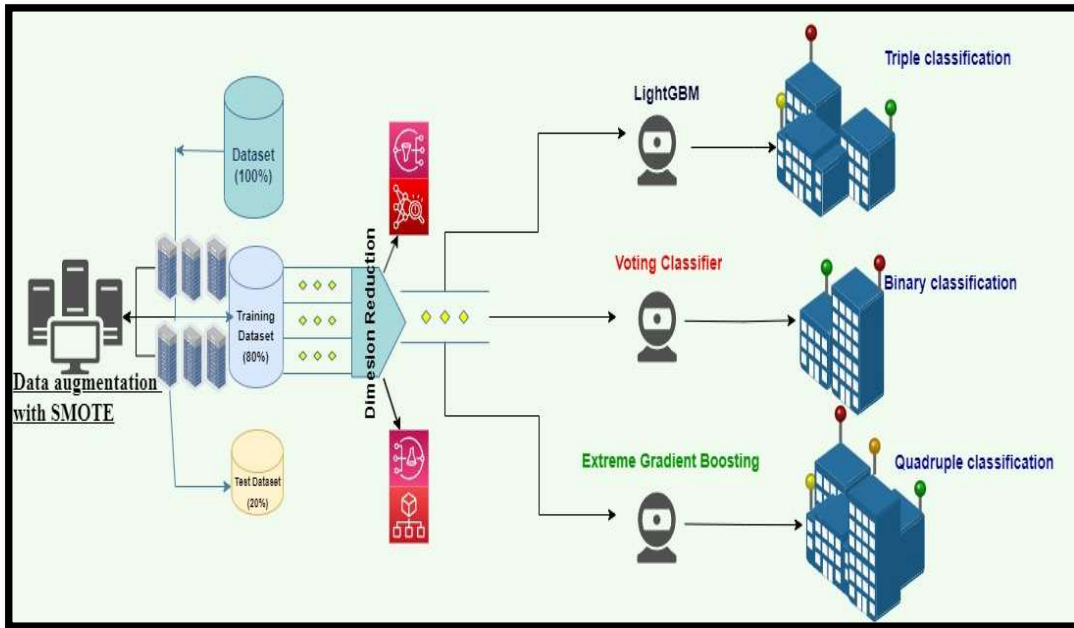 Dataset
(100%)
Training
Dataset
(80%)
Test Dataset
(20%)
Data augmentation
with SMOTE
Dimesion Reduction
LightGBM
Triple classification
Voting Classifier
Binary classification
Extreme Gradient Boosting
Quadruple classification